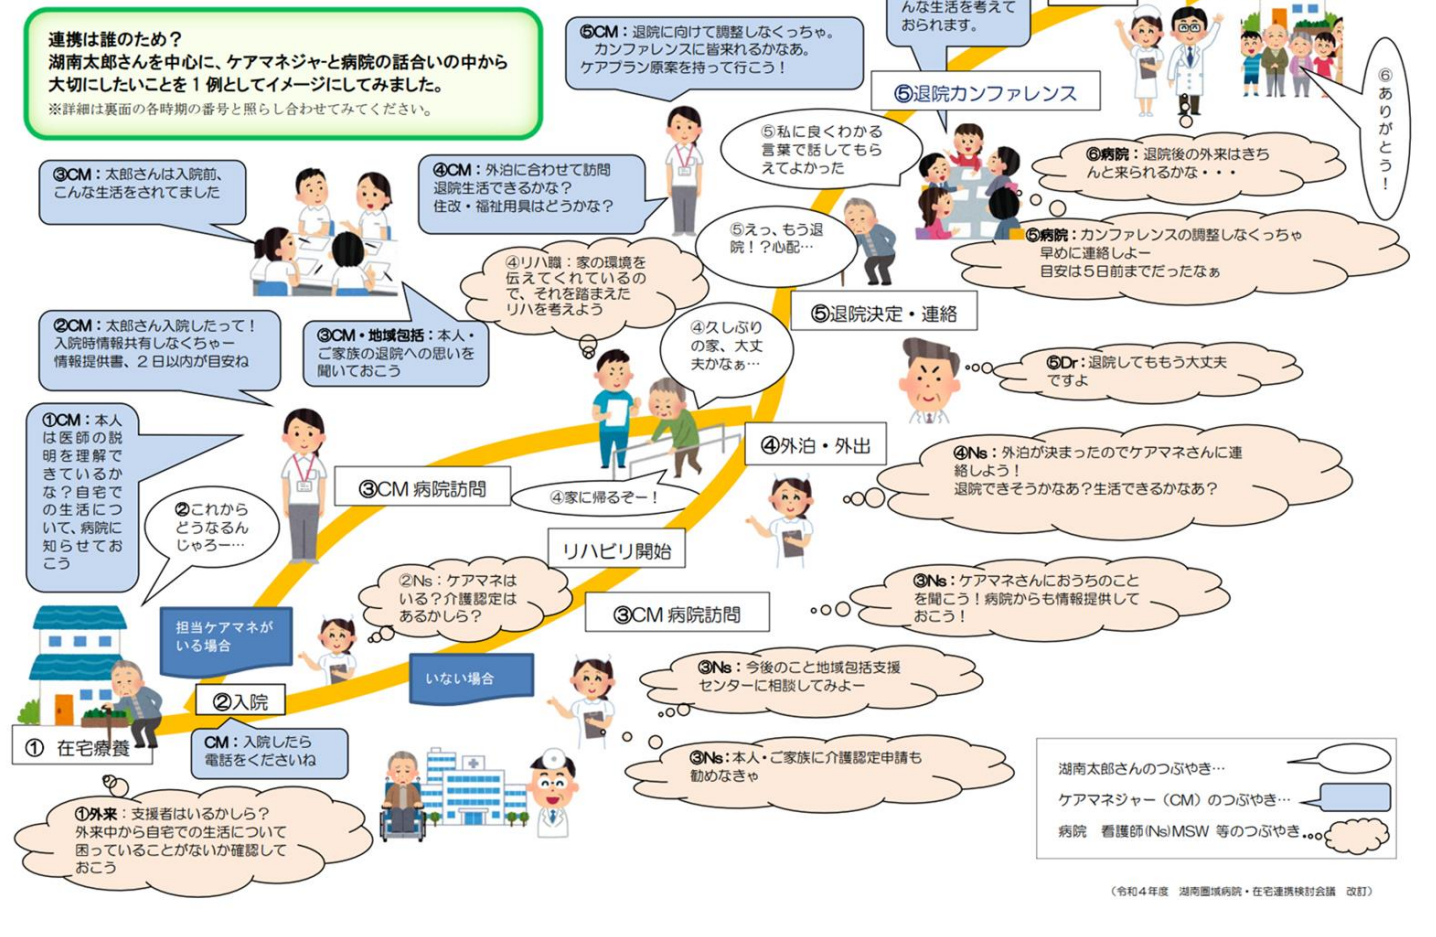 連携は誰のため？
湖南太郎さんを中心に、ケアマネジャｰと病院の話合いの中から
大切にしたいことを１例としてイメージにしてみました。
※詳細は裏面の各時期の番号と照らし合わせてみてください。
⑤CM：退院に向けて調整しなくっちゃ。
カンファレンスに皆来れるかなあ。
ケアプラン原案を持って行こう！
んな生活を考えて
おられます。
⑤退院カンファレンス
⑥ありがとう！
⑥病院：退院後の外来はきち
んと来られるかな・・・
⑤私に良くわかる
言葉で話してもら
えてよかった
③CM：太郎さんは入院前、
こんな生活をされてました
④CM：外泊に合わせて訪問
退院生活できるかな？
住改・福祉用具はどうかな？
⑤えっ、もう退
院！？心配…
⑤病院：カンファレンスの調整しなくっちゃ
早めに連絡しよー
目安は５日前までだったなぁ
④リハ職：家の環境を
伝えてくれているの
で、それを踏まえた
リハを考えよう
⑤退院決定・連絡
②CM：太郎さん入院したって！
入院時情報共有しなくちゃー
情報提供書、２日以内が目安ね
③CM・地域包括：本人・
ご家族の退院への思いを
聞いておこう
④久しぶり
の家、大丈
夫かなぁ…
⑤Dr：退院してももう大丈夫
ですよ
①CM：本人
は医師の説
明を理解で
きているか
な？自宅で
の生活につ
いて、病院に
知らせてお
こう
④外泊・外出
④Ns：外泊が決まったのでケアマネさんに連
絡しよう！
退院できそうかなあ？生活できるかなあ？
③CM 病院訪問
④家に帰るぞー！
②これから
どうなるん
じゃろー…
リハビリ開始
②Ns：ケアマネは
いる？介護認定は
あるかしら？
③Ns：ケアマネさんにおうちのこと
を聞こう！病院からも情報提供して
おこう！
③CM 病院訪問
担当ケアマネが
いる場合
いない場合
③Ns：今後のこと地域包括支援
センターに相談してみよー
②入院
① 在宅療養
CM：入院したら
電話をくださいね
③Ns：本人・ご家族に介護認定申請も
勧めなきゃ
①外来：支援者はいるかしら？
外来中から自宅での生活について
困っていることがないか確認して
おこう
湖南太郎さんのつぶやき…
ケアマネジャー（CM）のつぶやき…
病院　看護師(Ns)MSW 等のつぶやき…
（令和４年度　湖南圏域病院・在宅連携検討会議　改訂）